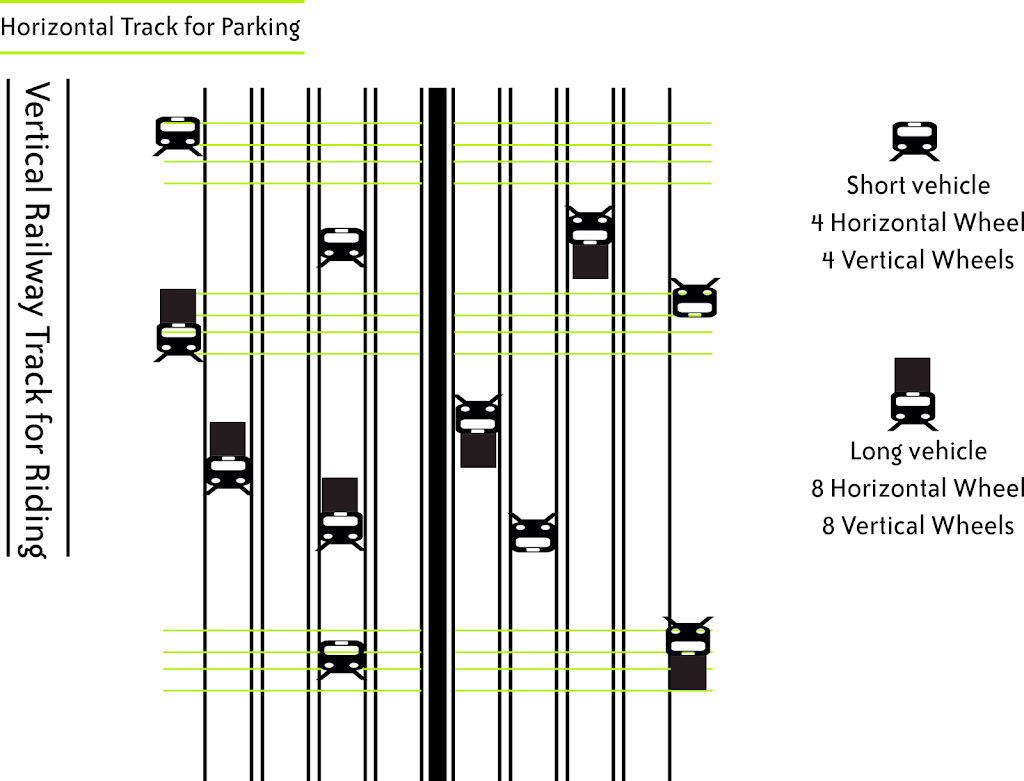 Horizontal Track for Parking
Vertical Railway Track for Riding
Short vehicle
4 Horizontal Wheel
4 Vertical Wheels
Long vehicle
8 Horizontal Wheel
8 Vertical Wheels